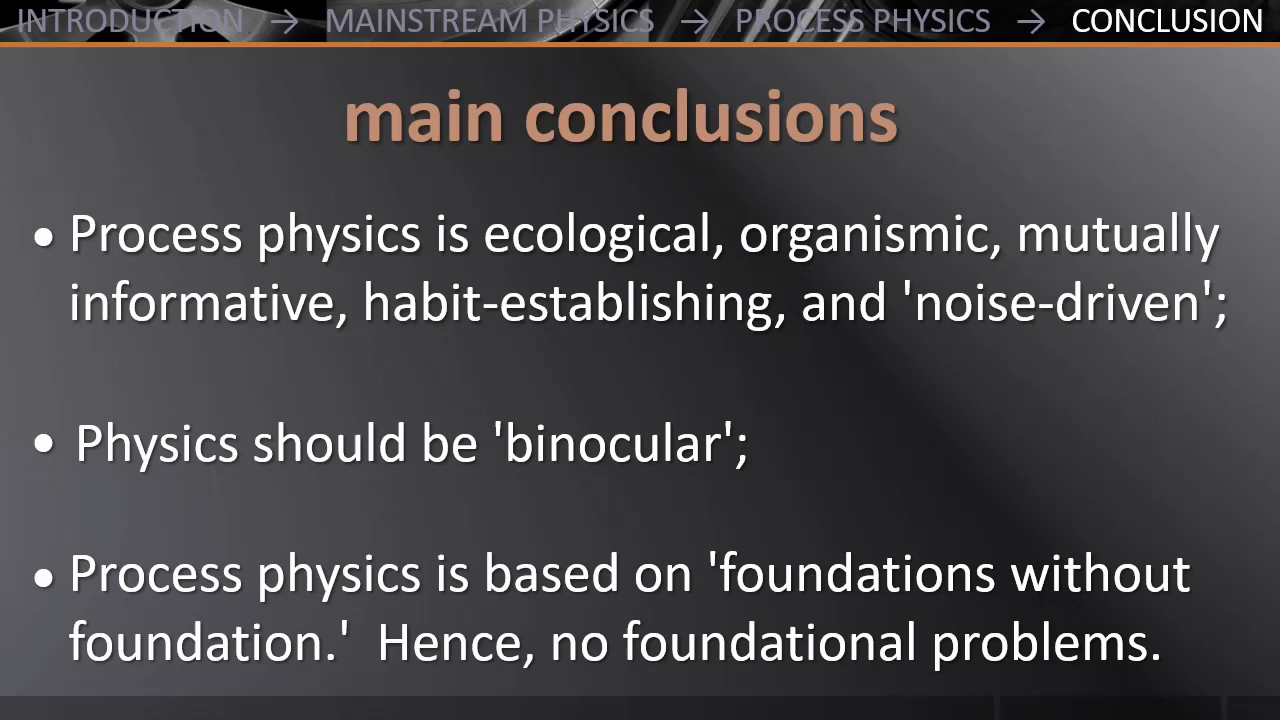 INTRODUCTION → MAINSTREAM PHYSICS → PROCESS PHYSICS → CONCLUSION
main conclusions
• Process physics is ecological, organismic, mutually
informative, habit-establishing, and 'noise-driven';
• Physics should be 'binocular';
• Process physics is based on 'foundations without
foundation.' Hence, no foundational problems.